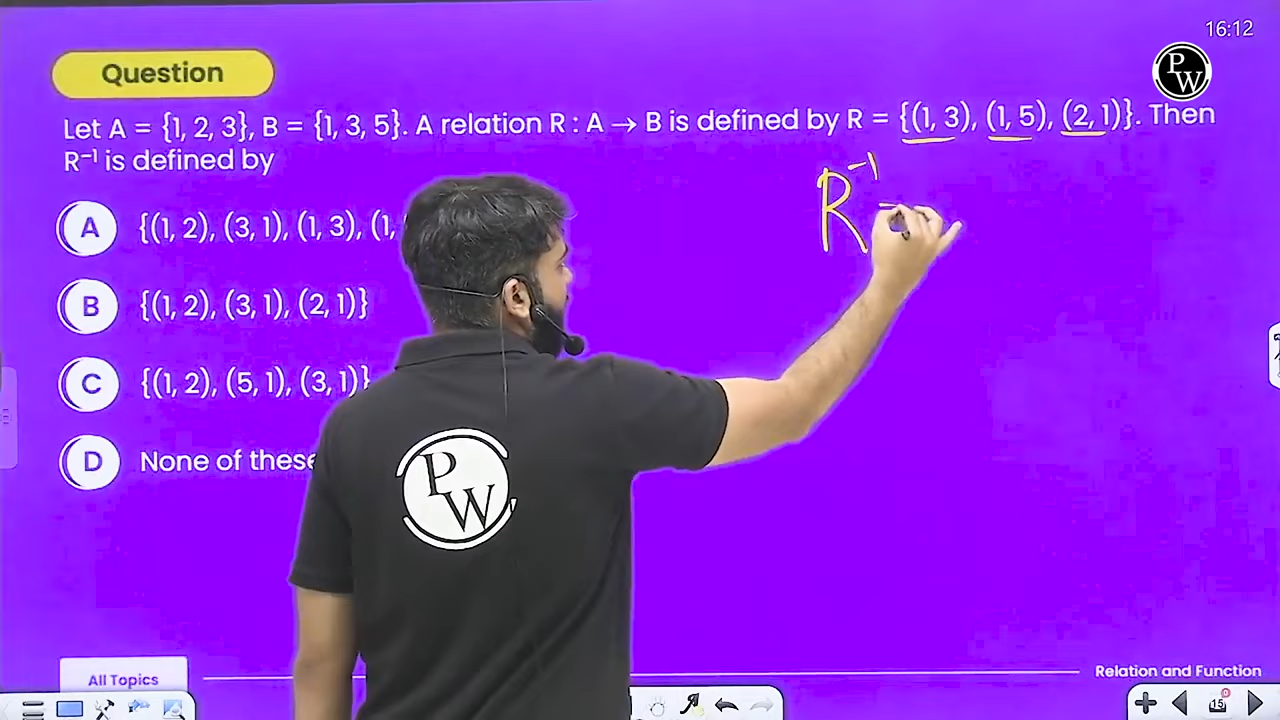 16:12
Question
P
W
Let A = {1, 2, 3}, B = {1, 3, 5}. A relation R : A → B is defined by R = {(1, 3), (1, 5), (2, 1)}. Then
R⁻¹ is defined by
R⁻¹ =
A {(1, 2), (3, 1), (1, 3), (1,
B {(1, 2), (3, 1), (2, 1)}
C {(1, 2), (5, 1), (3, 1)}
D None of these
P
W
Relation and Function
All Topics
15